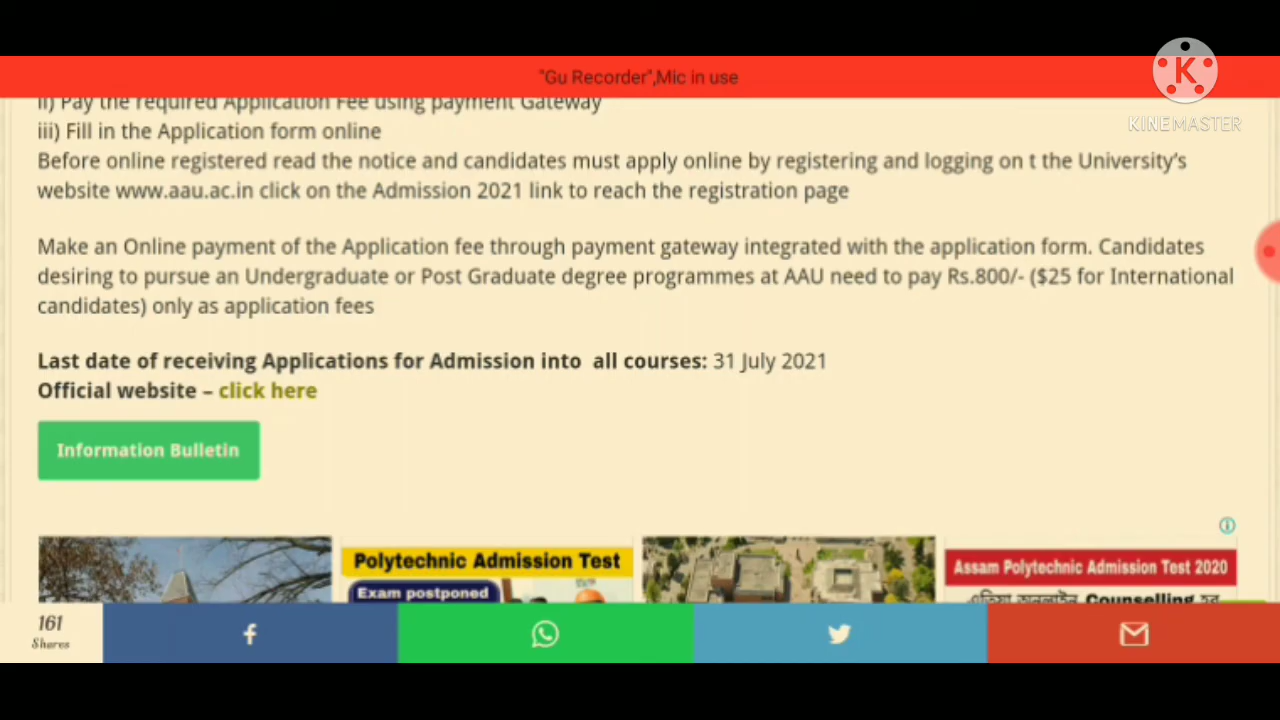 "Gu Recorder",Mic in use
K
KINEMASTER
ii) Pay the required Application Fee using payment Gateway
iii) Fill in the Application form online
Before online registered read the notice and candidates must apply online by registering and logging on t the University's
website www.aau.ac.in click on the Admission 2021 link to reach the registration page
Make an Online payment of the Application fee through payment gateway integrated with the application form. Candidates
desiring to pursue an Undergraduate or Post Graduate degree programmes at AAU need to pay Rs.800/- ($25 for International
candidates) only as application fees
Last date of receiving Applications for Admission into all courses: 31 July 2021
Official website – click here
Information Bulletin
Polytechnic Admission Test
Exam postponed
Assam Polytechnic Admission Test 2020
এতিয়া অনলাইন Counselling হব
161
Shares